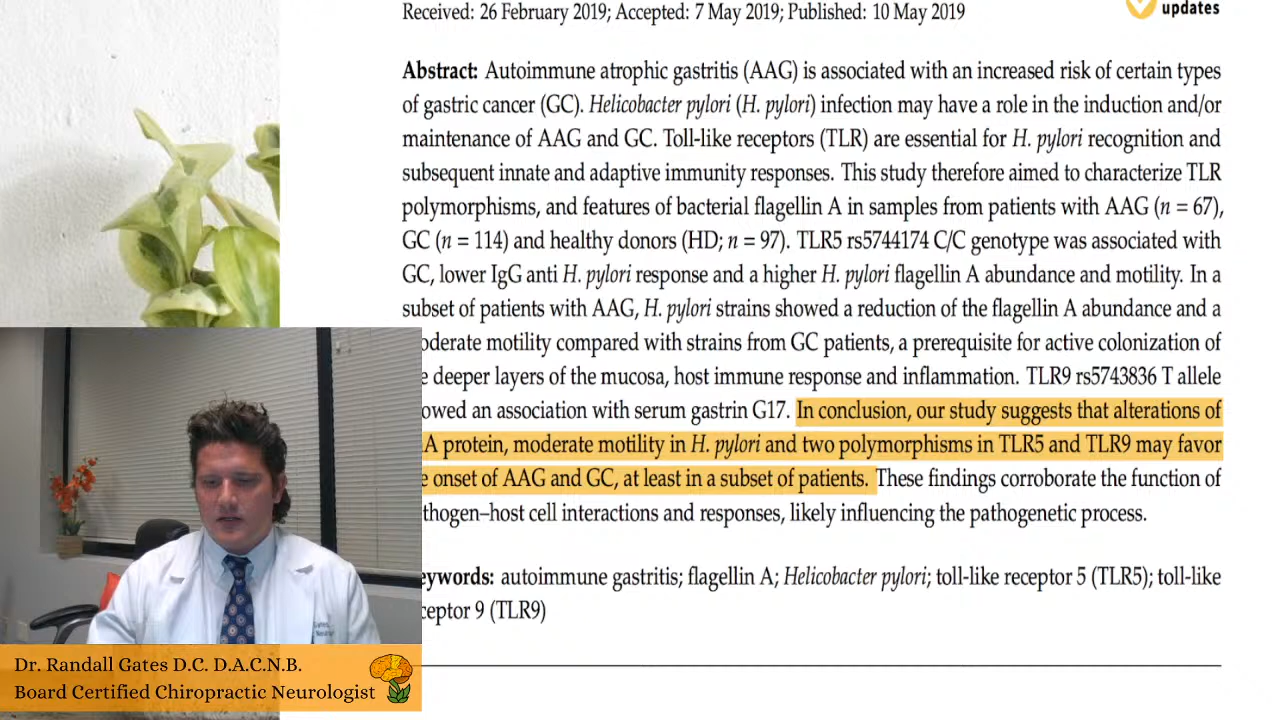 Received: 26 February 2019; Accepted: 7 May 2019; Published: 10 May 2019
updates
Abstract: Autoimmune atrophic gastritis (AAG) is associated with an increased risk of certain types
of gastric cancer (GC). Helicobacter pylori (H. pylori) infection may have a role in the induction and/or
maintenance of AAG and GC. Toll-like receptors (TLR) are essential for H. pylori recognition and
subsequent innate and adaptive immunity responses. This study therefore aimed to characterize TLR
polymorphisms, and features of bacterial flagellin A in samples from patients with AAG (n = 67),
GC (n = 114) and healthy donors (HD; n = 97). TLR5 rs5744174 C/C genotype was associated with
GC, lower IgG anti H. pylori response and a higher H. pylori flagellin A abundance and motility. In a
subset of patients with AAG, H. pylori strains showed a reduction of the flagellin A abundance and a
oderate motility compared with strains from GC patients, a prerequisite for active colonization of
e deeper layers of the mucosa, host immune response and inflammation. TLR9 rs5743836 T allele
owed an association with serum gastrin G17. In conclusion, our study suggests that alterations of
A protein, moderate motility in H. pylori and two polymorphisms in TLR5 and TLR9 may favor
e onset of AAG and GC, at least in a subset of patients. These findings corroborate the function of
thogen–host cell interactions and responses, likely influencing the pathogenetic process.
eywords: autoimmune gastritis; flagellin A; Helicobacter pylori; toll-like receptor 5 (TLR5); toll-like
ceptor 9 (TLR9)
Dr. Randall Gates D.C. D.A.C.N.B.
Board Certified Chiropractic Neurologist